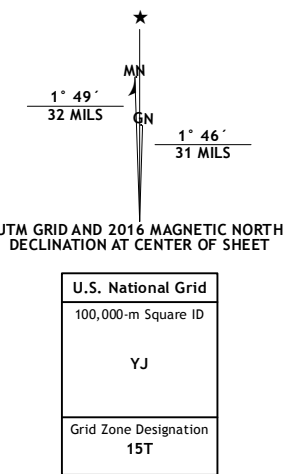 ★
MN
1° 49´
32 MILS
GN
1° 46´
31 MILS
UTM GRID AND 2016 MAGNETIC NORTH
DECLINATION AT CENTER OF SHEET
U.S. National Grid
100,000-m Square ID
YJ
Grid Zone Designation
15T